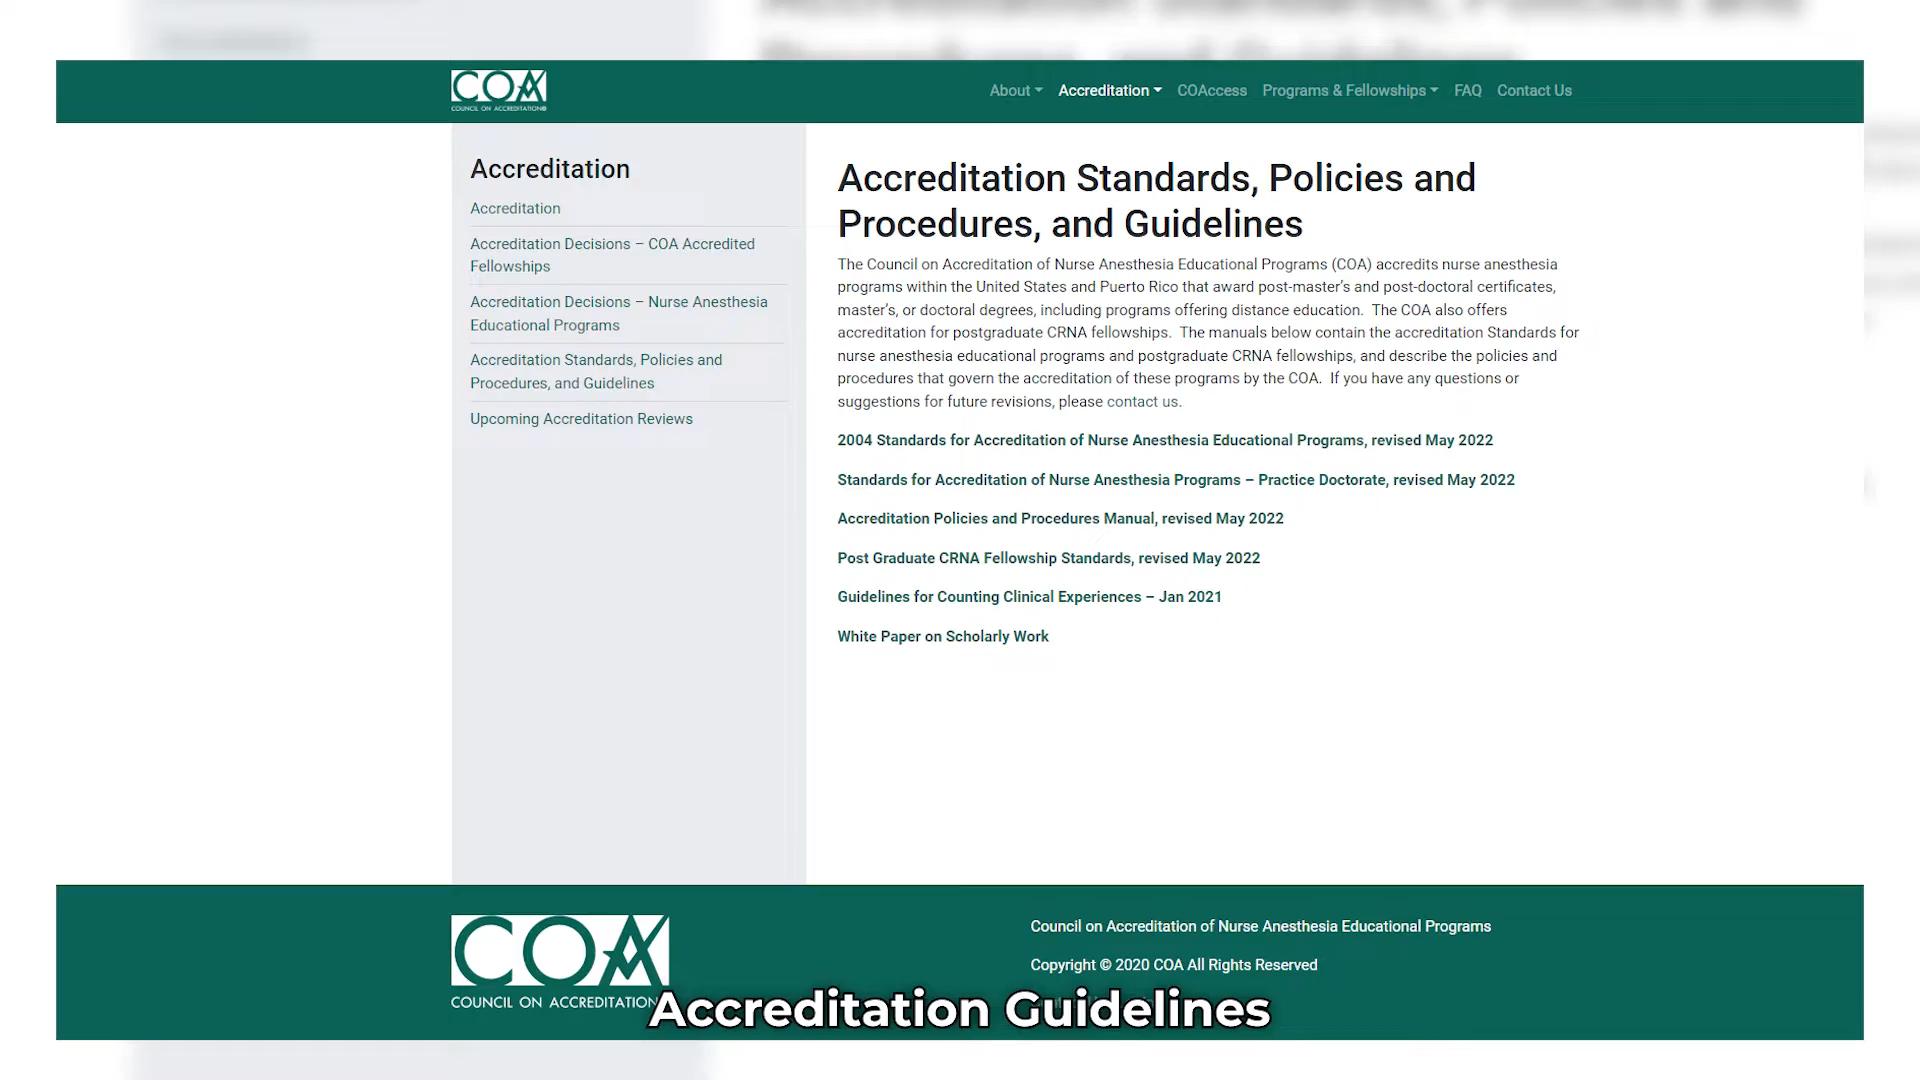 COA
COUNCIL ON ACCREDITATION
About
Accreditation
COAccess
Programs & Fellowships
FAQ
Contact Us
Accreditation
Accreditation
Accreditation Decisions – COA Accredited
Fellowships
Accreditation Decisions – Nurse Anesthesia
Educational Programs
Accreditation Standards, Policies and
Procedures, and Guidelines
Upcoming Accreditation Reviews
Accreditation Standards, Policies and
Procedures, and Guidelines
The Council on Accreditation of Nurse Anesthesia Educational Programs (COA) accredits nurse anesthesia
programs within the United States and Puerto Rico that award post-master’s and post-doctoral certificates,
master’s, or doctoral degrees, including programs offering distance education.  The COA also offers
accreditation for postgraduate CRNA fellowships.  The manuals below contain the accreditation Standards for
nurse anesthesia educational programs and postgraduate CRNA fellowships, and describe the policies and
procedures that govern the accreditation of these programs by the COA.  If you have any questions or
suggestions for future revisions, please contact us.
2004 Standards for Accreditation of Nurse Anesthesia Educational Programs, revised May 2022
Standards for Accreditation of Nurse Anesthesia Programs – Practice Doctorate, revised May 2022
Accreditation Policies and Procedures Manual, revised May 2022
Post Graduate CRNA Fellowship Standards, revised May 2022
Guidelines for Counting Clinical Experiences – Jan 2021
White Paper on Scholarly Work
COA
COUNCIL ON ACCREDITATION
Council on Accreditation of Nurse Anesthesia Educational Programs
Copyright © 2020 COA All Rights Reserved
Accreditation Guidelines